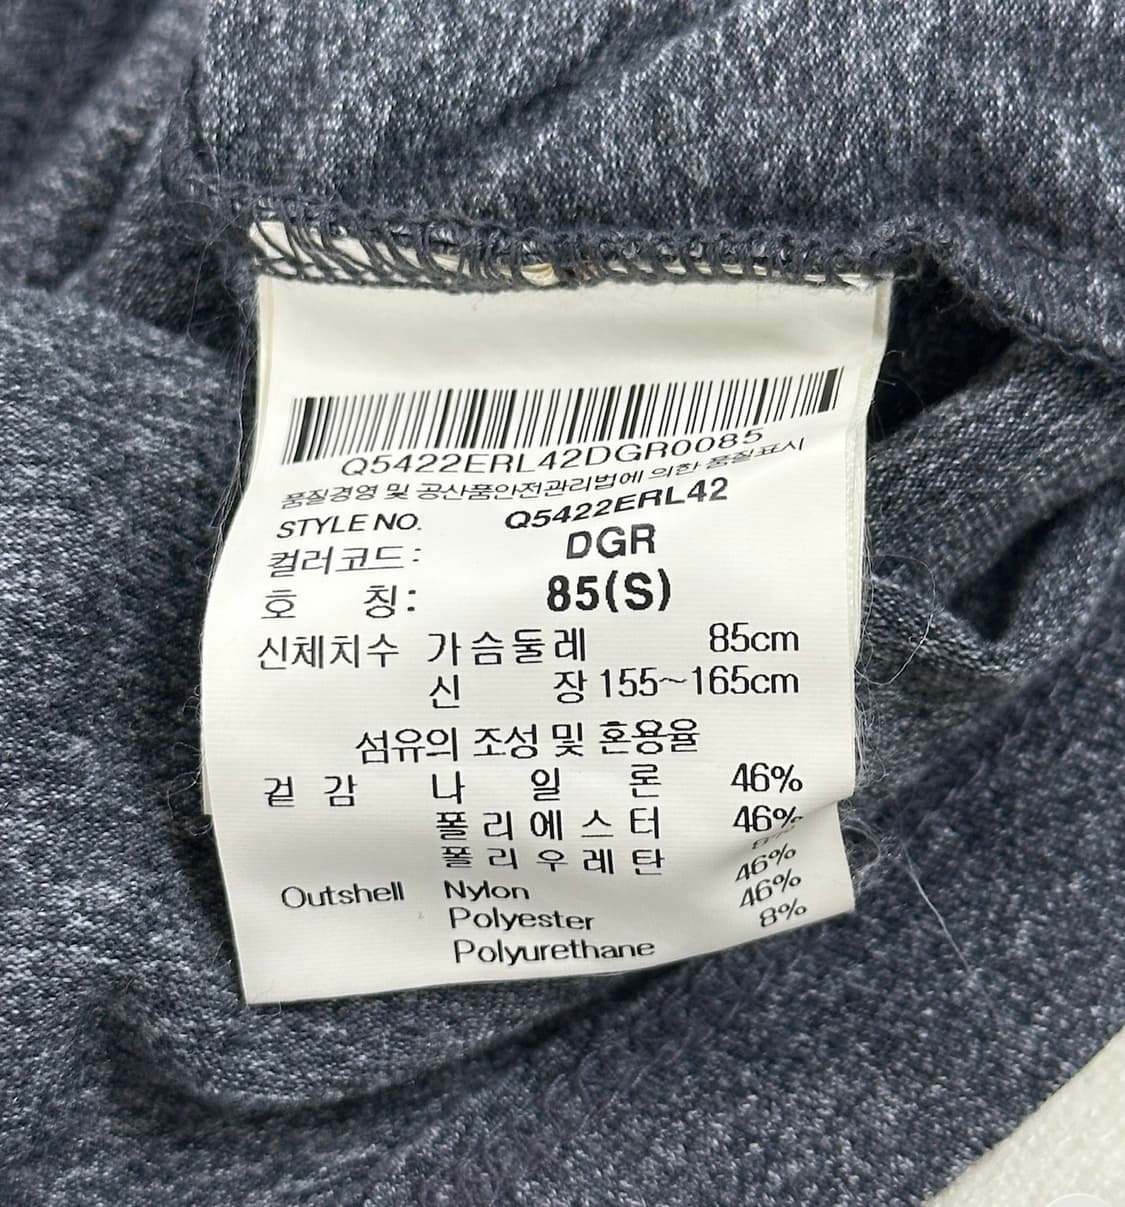 Q5422ERL42DGR0085
품질경영 및 공산품안전관리법에 의한 품질표시
STYLE NO. Q5422ERL42
컬러코드: DGR
호 칭: 85(S)
신체치수 가슴둘레 85cm
신 장 155~165cm
섬유의 조성 및 혼용율
겉 감 나 일 론 46%
폴 리 에 스 터 46%
폴 리 우 레 탄
Outshell Nylon 46%
Polyester 46%
Polyurethane 8%